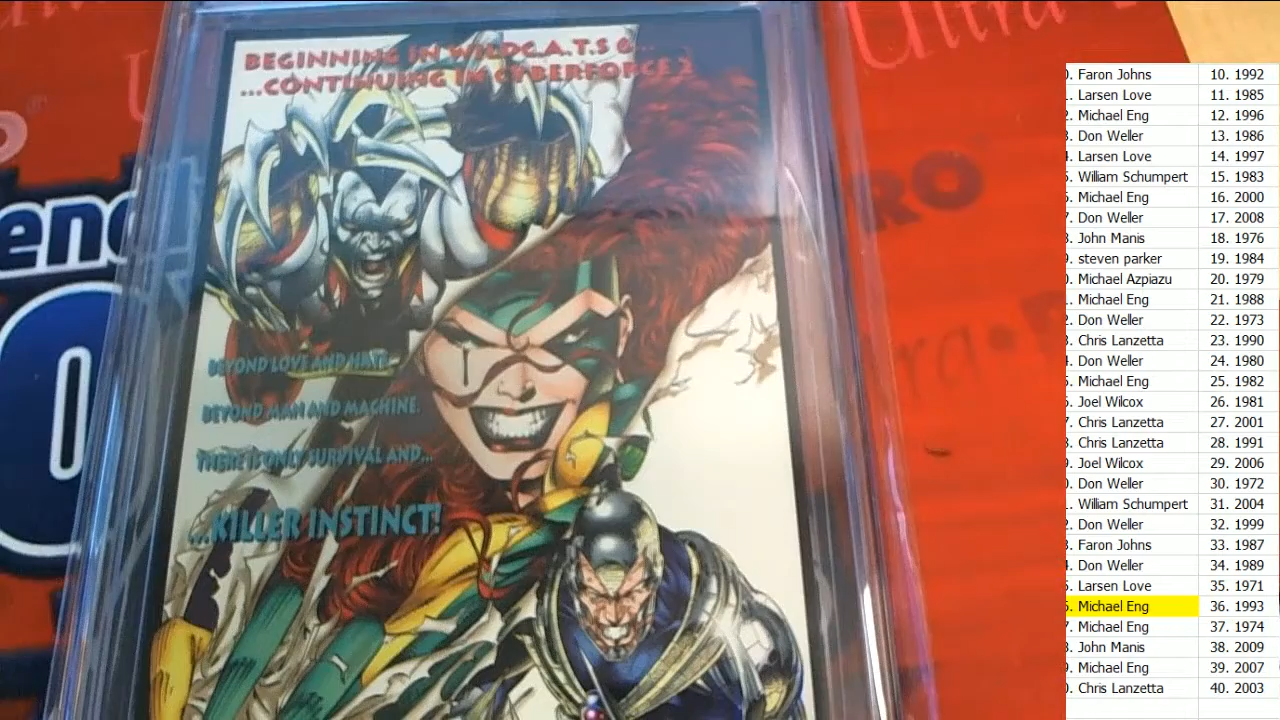 BEGINNING IN WILDC.A.T.S 6...
...CONTINUING IN CYBERFORCE 3
BEYOND LOVE AND HATE
BEYOND MAN AND MACHINE.
THERE IS ONLY SURVIVAL AND...
...KILLER INSTINCT!
Ultra
RO
end
0
. Faron Johns 10. 1992
. Larsen Love 11. 1985
. Michael Eng 12. 1996
. Don Weller 13. 1986
. Larsen Love 14. 1997
. William Schumpert 15. 1983
. Michael Eng 16. 2000
. Don Weller 17. 2008
. John Manis 18. 1976
. steven parker 19. 1984
. Michael Azpiazu 20. 1979
. Michael Eng 21. 1988
. Don Weller 22. 1973
. Chris Lanzetta 23. 1990
. Don Weller 24. 1980
. Michael Eng 25. 1982
. Joel Wilcox 26. 1981
. Chris Lanzetta 27. 2001
. Chris Lanzetta 28. 1991
. Joel Wilcox 29. 2006
. Don Weller 30. 1972
. William Schumpert 31. 2004
. Don Weller 32. 1999
. Faron Johns 33. 1987
. Don Weller 34. 1989
. Larsen Love 35. 1971
. Michael Eng 36. 1993
. Michael Eng 37. 1974
. John Manis 38. 2009
. Michael Eng 39. 2007
. Chris Lanzetta 40. 2003